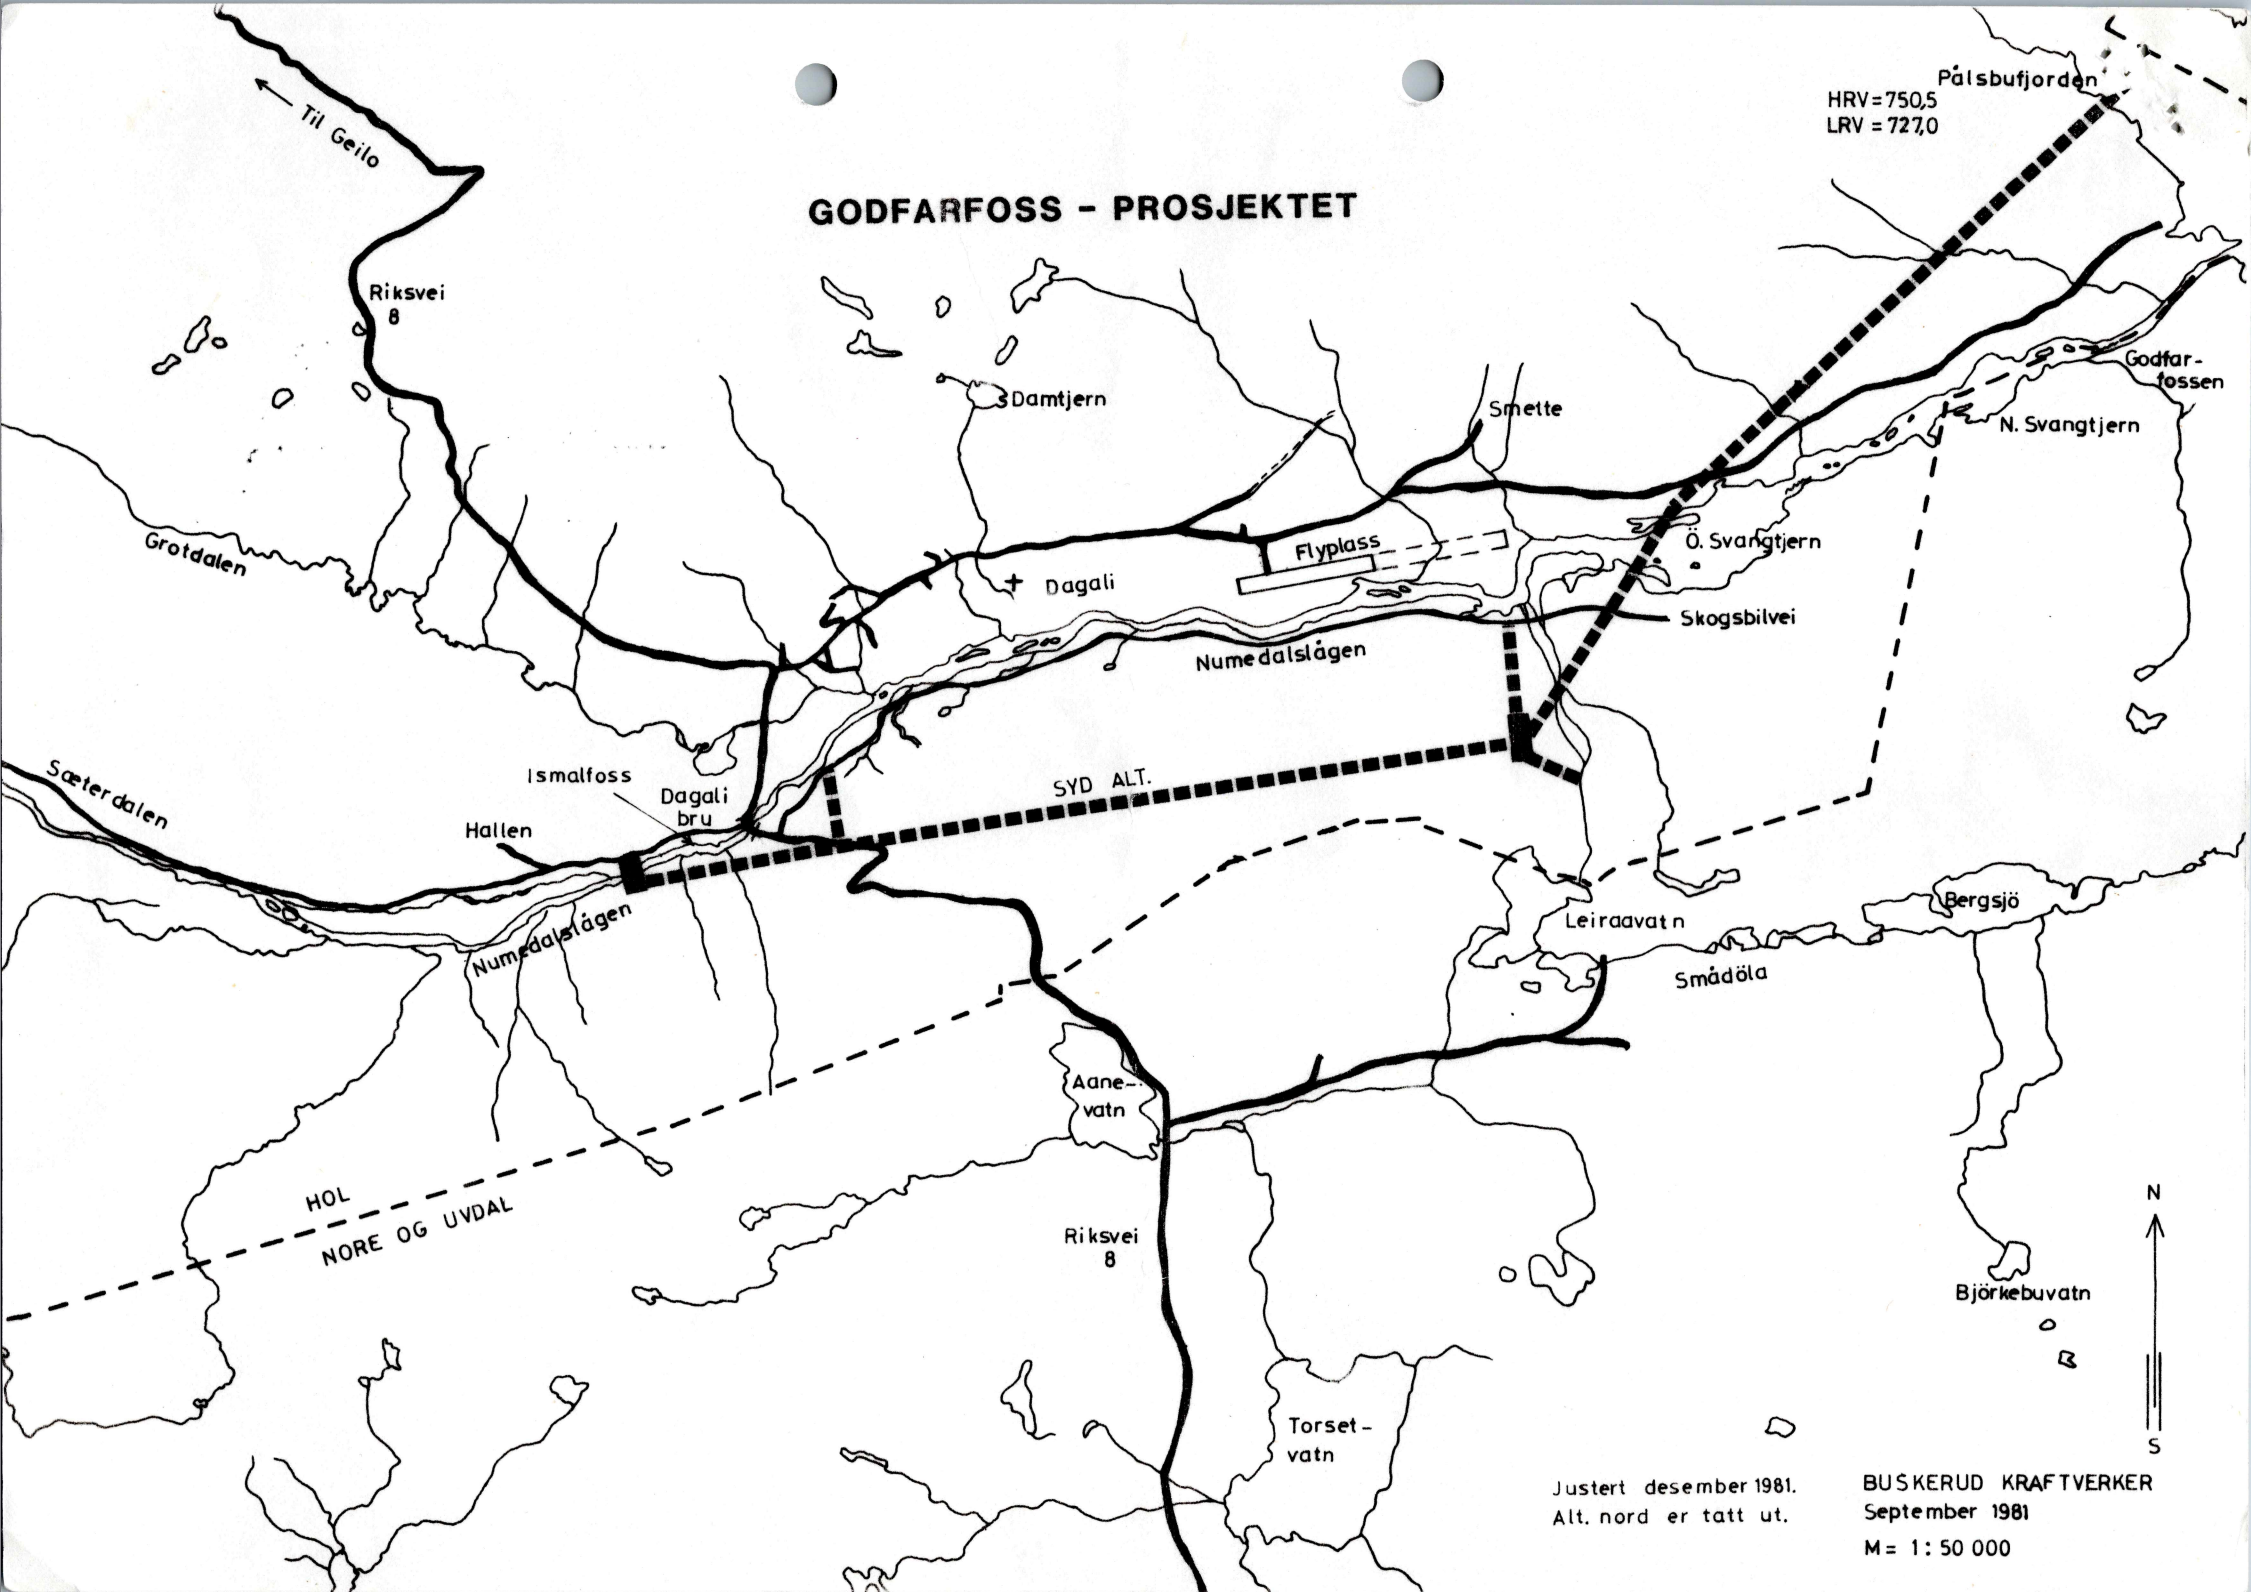 Pålsbufjorden
HRV=750,5
LRV = 727,0
Til Geilo
GODFARFOSS – PROSJEKTET
Riksvei
8
Godfar-
fossen
Damtjern
Smette
N. Svangtjern
Grotdalen
Flyplass
Ö. Svangtjern
Dagali
Skogsbilvei
Numedalslågen
Sæterdalen
Ismalfoss
SYD ALT.
Dagali
bru
Hallen
Bergsjö
Leiraavatn
Numedalslågen
Smådöla
Aane-
vatn
HOL
NORE OG UVDAL
N
Riksvei
8
Björkebuvatn
Torset-
vatn
S
Justert desember 1981.
Alt. nord er tatt ut.
BUSKERUD KRAFTVERKER
September 1981
M= 1:50 000